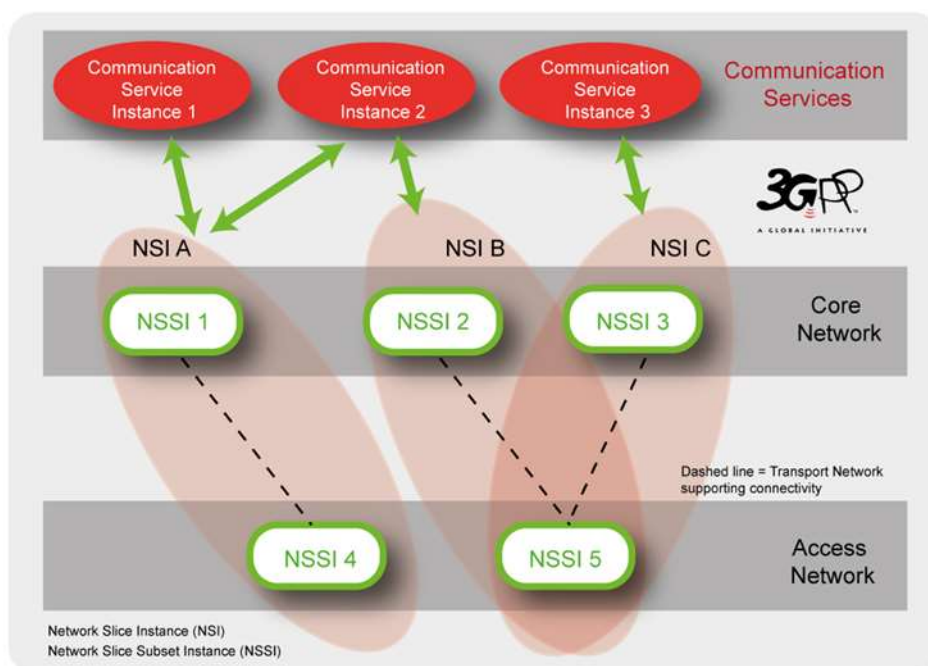 Communication
Service
Instance 1
Communication
Service
Instance 2
Communication
Service
Instance 3
Communication
Services
3GPP™
A GLOBAL INITIATIVE
NSI A
NSI B
NSI C
NSSI 1
NSSI 2
NSSI 3
Core
Network
Dashed line = Transport Network
supporting connectivity
NSSI 4
NSSI 5
Access
Network
Network Slice Instance (NSI)
Network Slice Subset Instance (NSSI)